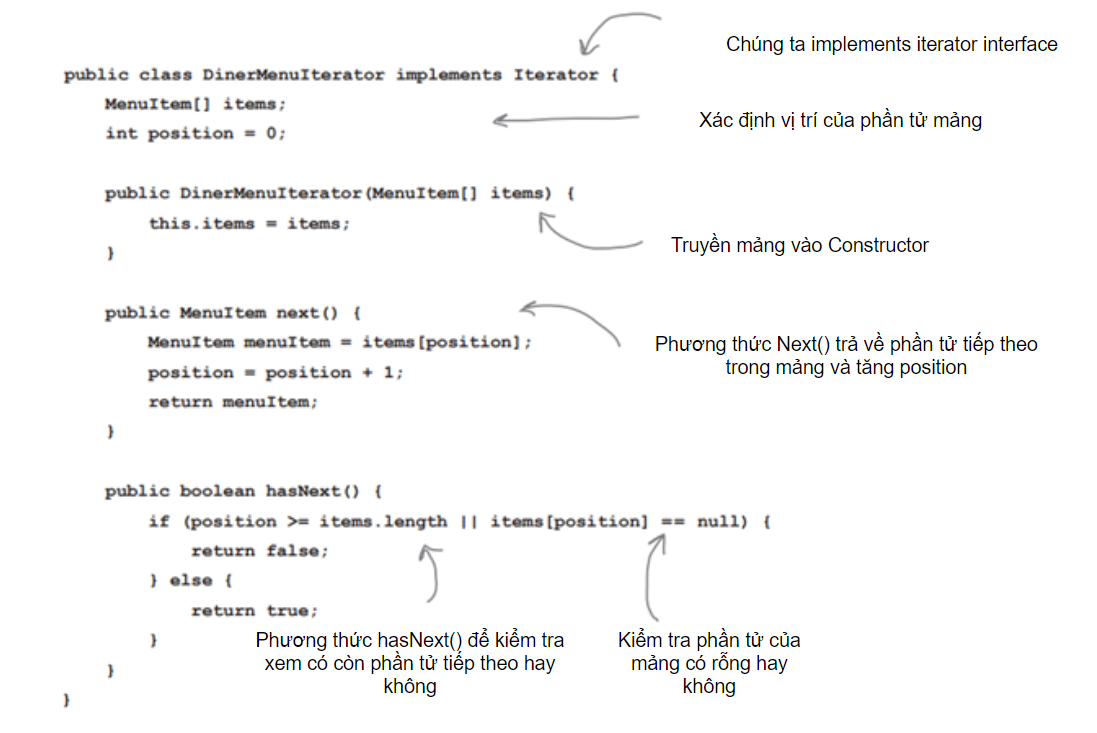 Chúng ta implements iterator interface
public class DinerMenuIterator implements Iterator {
MenuItem[] items;
Xác định vị trí của phần tử mảng
int position = 0;
public DinerMenuIterator(MenuItem[] items) {
this.items = items;
Truyền mảng vào Constructor
}
public MenuItem next() {
MenuItem menuItem = items[position];
Phương thức Next() trả về phần tử tiếp theo
trong mảng và tăng position
position = position + 1;
return menuItem;
}
public boolean hasNext() {
if (position >= items.length || items[position] == null) {
return false;
} else {
return true;
}
Phương thức hasNext() để kiểm tra
xem có còn phần tử tiếp theo hay
không
Kiểm tra phần tử của
mảng có rỗng hay
không
}
}